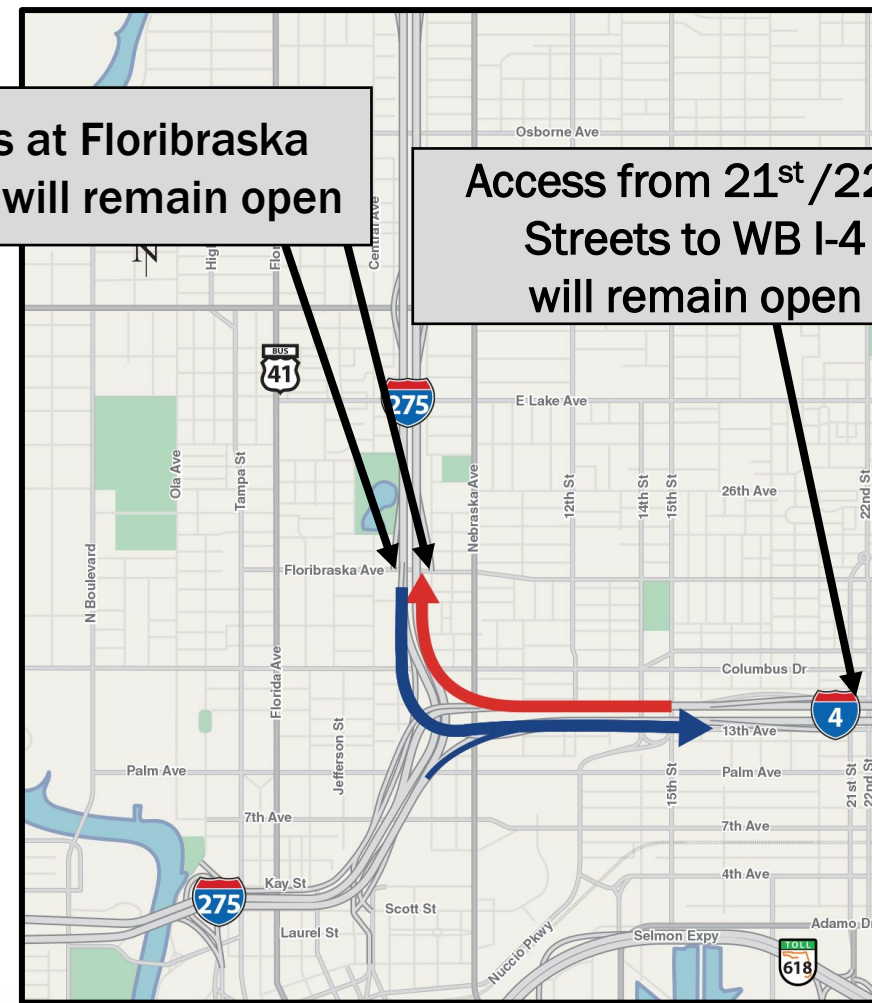 Osborne Ave
s at Floribraska
will remain open
Access from 21st/22
Streets to WB I-4
will remain open
N
Central Ave
BUS
41
275
E Lake Ave
Ola Ave
Tampa St
Nebraska Ave
12th St
14th St
15th St
26th Ave
22nd St
N Boulevard
Floribraska Ave
Florida Ave
Columbus Dr
4
13th Ave
Jefferson St
Palm Ave
15th St
Palm Ave
21st St
22nd St
7th Ave
7th Ave
4th Ave
Kay St
275
Scott St
Laurel St
Nuccio Pkwy
Selmon Expy
Adamo D
TOLL
618